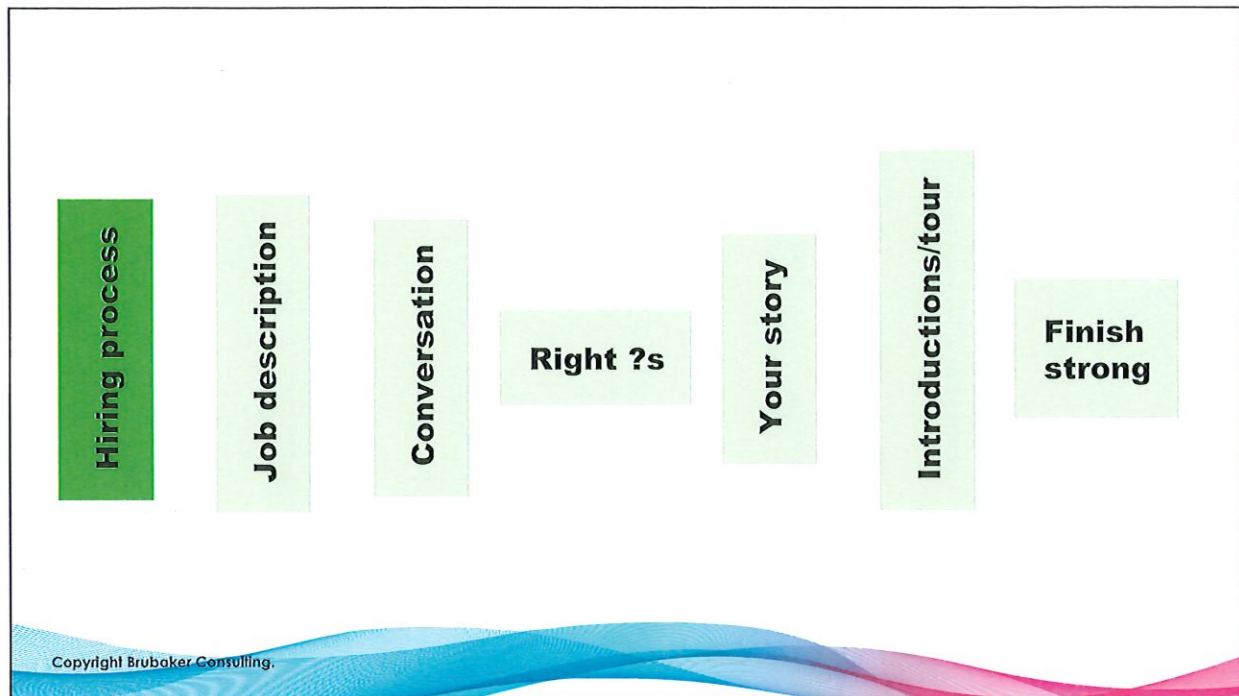 Hiring process
Job description
Conversation
Right ?s
Your story
Introductions/tour
Finish
strong
Copyright Brubaker Consulting.